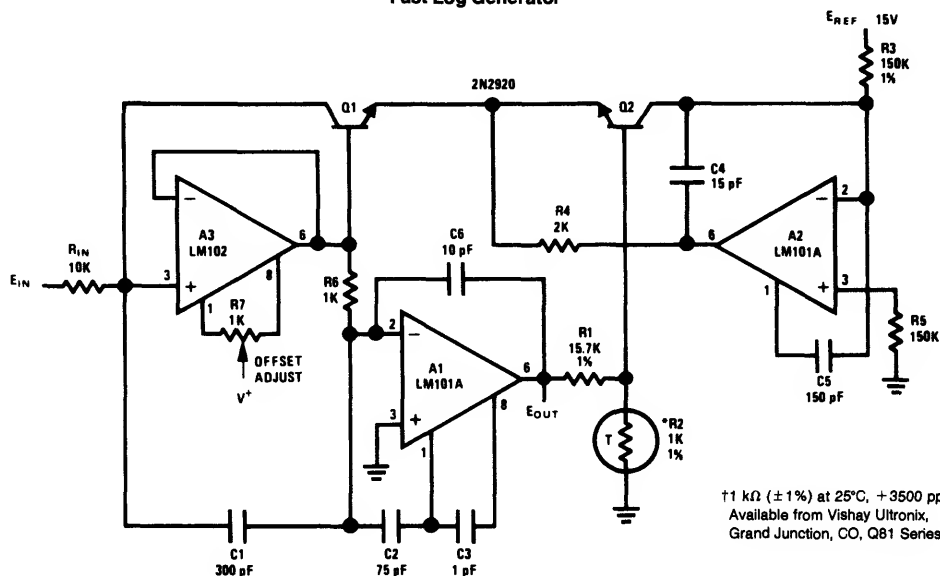 Fast Log Generator
EREF 15V
R3
150K
1%
2N2920
Q1
Q2
C4
15 pF
A3
LM102
6
3
1
8
RIN
10K
EIN
R7
1K
OFFSET
ADJUST
V+
R6
1K
C6
10 pF
R4
2K
6
A2
LM101A
2
3
1
R5
150K
C5
150 pF
2
A1
LM101A
3
6
8
1
EOUT
R1
15.7K
1%
T
*R2
1K
1%
C1
300 pF
C2
75 pF
C3
1 pF
†1 kΩ (±1%) at 25°C, +3500 pp
Available from Vishay Ultronix,
Grand Junction, CO, Q81 Series